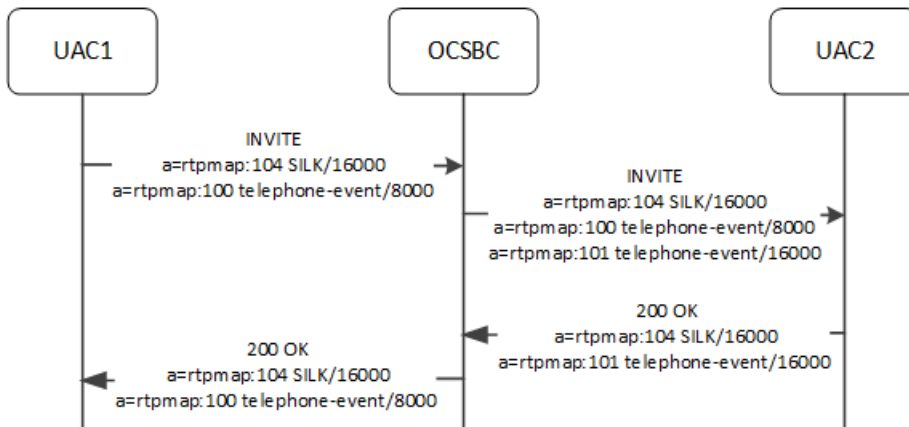 UAC1
OCSBC
UAC2
INVITE
a=rtpmap:104 SILK/16000
a=rtpmap:100 telephone-event/8000
INVITE
a=rtpmap:104 SILK/16000
a=rtpmap:100 telephone-event/8000
a=rtpmap:101 telephone-event/16000
200 OK
a=rtpmap:104 SILK/16000
a=rtpmap:101 telephone-event/16000
200 OK
a=rtpmap:104 SILK/16000
a=rtpmap:100 telephone-event/8000